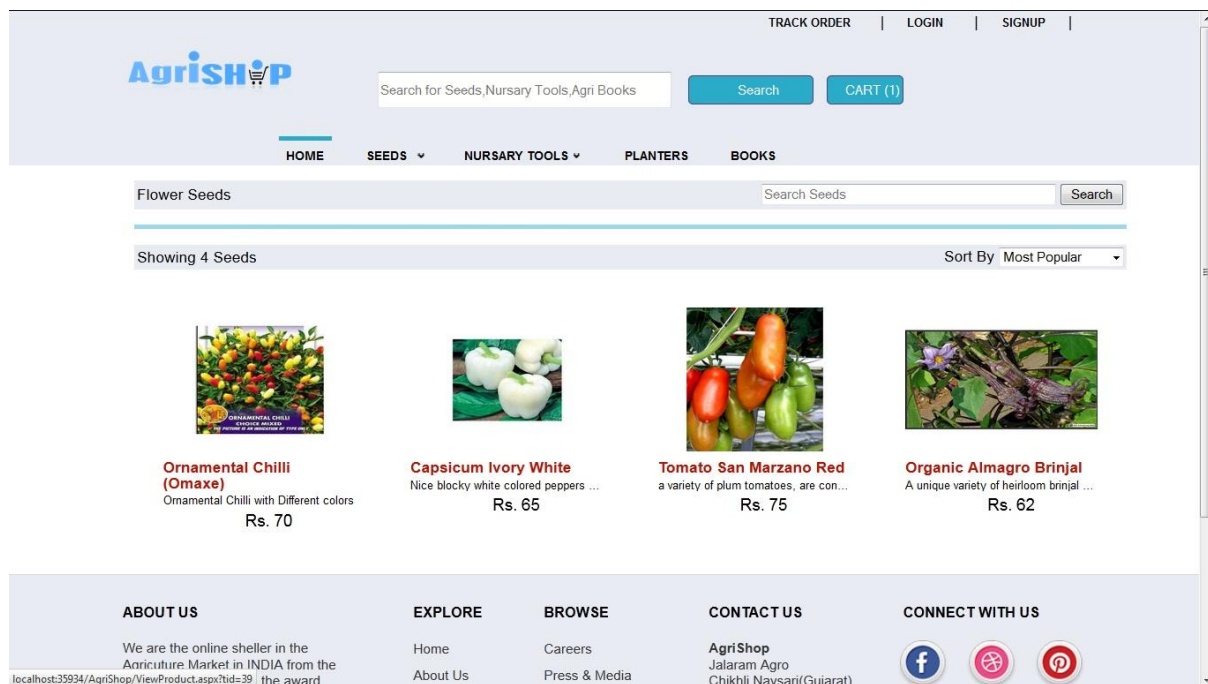 TRACK ORDER | LOGIN | SIGNUP |
AgriSHOP
Search for Seeds,Nursary Tools,Agri Books Search CART (1)
HOME SEEDS NURSARY TOOLS PLANTERS BOOKS
Flower Seeds Search Seeds Search
Showing 4 Seeds Sort By Most Popular
ORNAMENTAL CHILLI
CHOICE MIXED
Ornamental Chilli
(Omaxe)
Ornamental Chilli with Different colors
Rs. 70
Capsicum Ivory White
Nice blocky white colored peppers ...
Rs. 65
Tomato San Marzano Red
a variety of plum tomatoes, are con...
Rs. 75
Organic Almagro Brinjal
A unique variety of heirloom brinjal ...
Rs. 62
ABOUT US
We are the online sheller in the
Agricuture Market in INDIA from the
the award
EXPLORE
Home
About Us
BROWSE
Careers
Press & Media
CONTACT US
AgriShop
Jalaram Agro
Chikhli Navsari(Gujarat)
CONNECT WITH US
localhost:35934/AgriShop/ViewProduct.aspx?tid=39